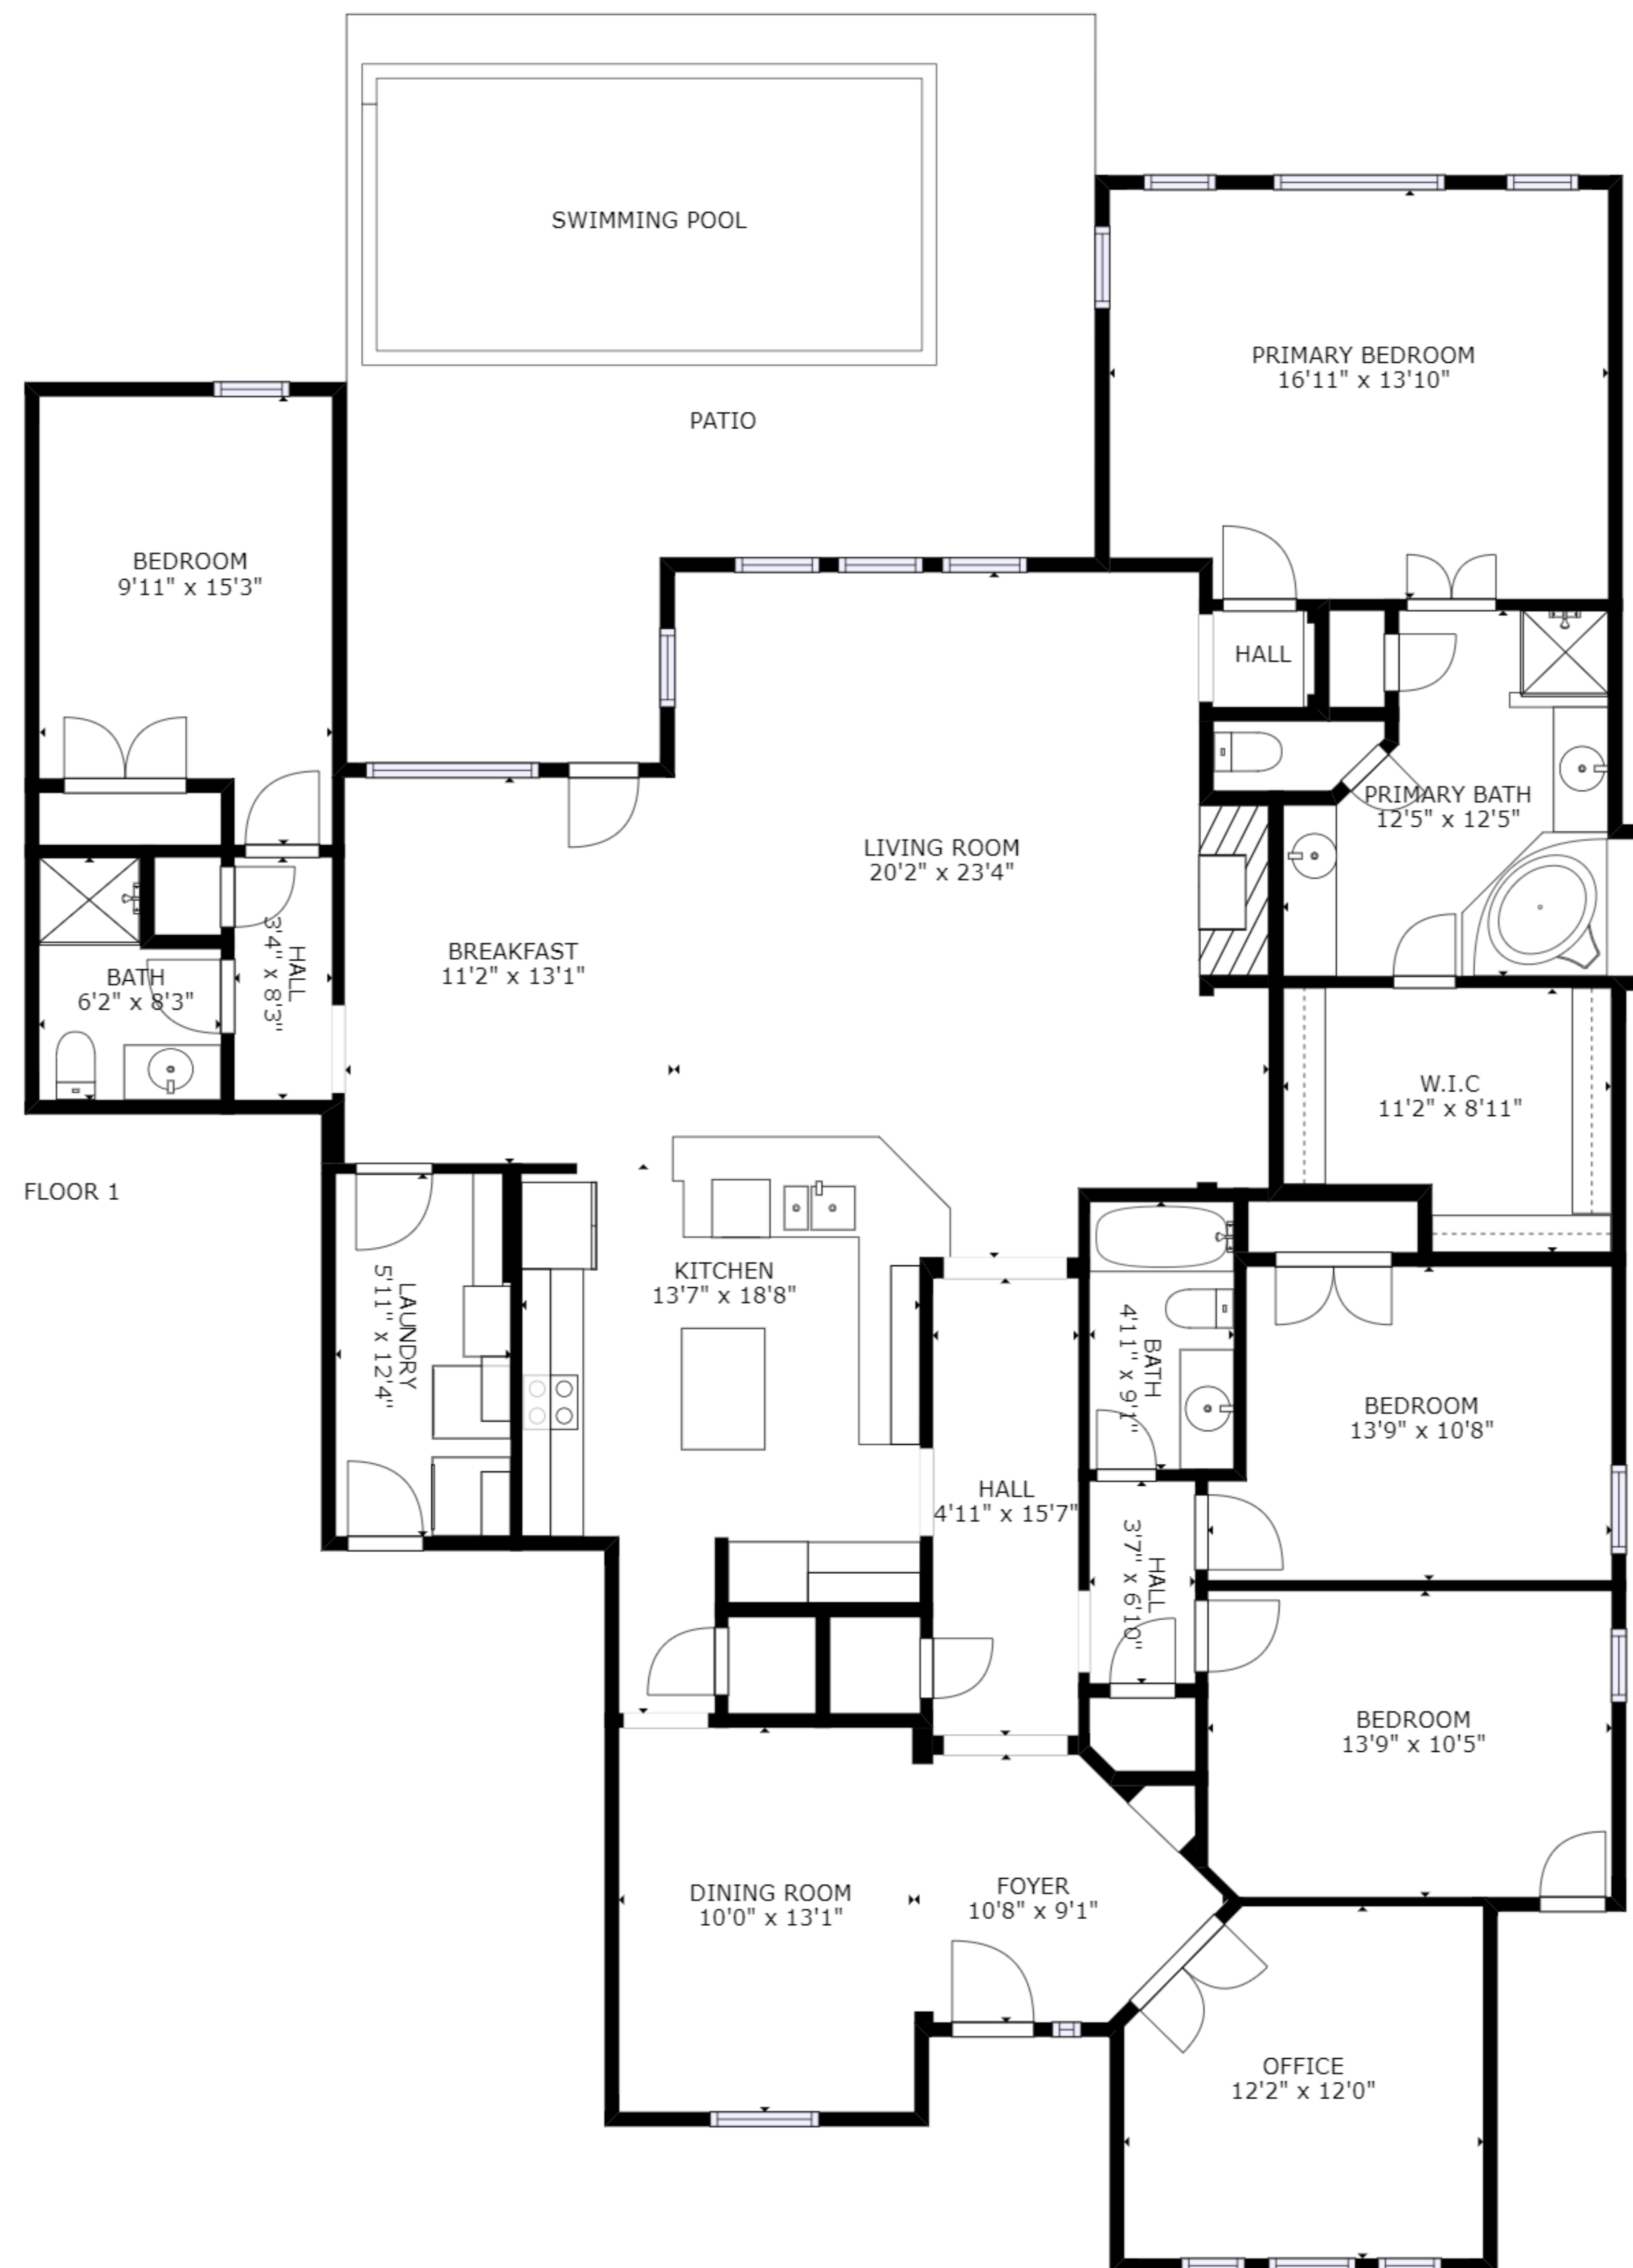 SWIMMING POOL
PRIMARY BEDROOM
16'11" x 13'10"
PATIO
BEDROOM
9'11" x 15'3"
HALL
PRIMARY BATH
12'5" x 12'5"
LIVING ROOM
20'2" x 23'4"
BREAKFAST
11'2" x 13'1"
HALL
3'4" x 8'3"
BATH
6'2" x 8'3"
W.I.C
11'2" x 8'11"
FLOOR 1
KITCHEN
13'7" x 18'8"
LAUNDRY
5'11" x 12'4"
BATH
4'11" x 9'1"
BEDROOM
13'9" x 10'8"
HALL
4'11" x 15'7"
HALL
3'7" x 6'10"
BEDROOM
13'9" x 10'5"
DINING ROOM
10'0" x 13'1"
FOYER
10'8" x 9'1"
OFFICE
12'2" x 12'0"